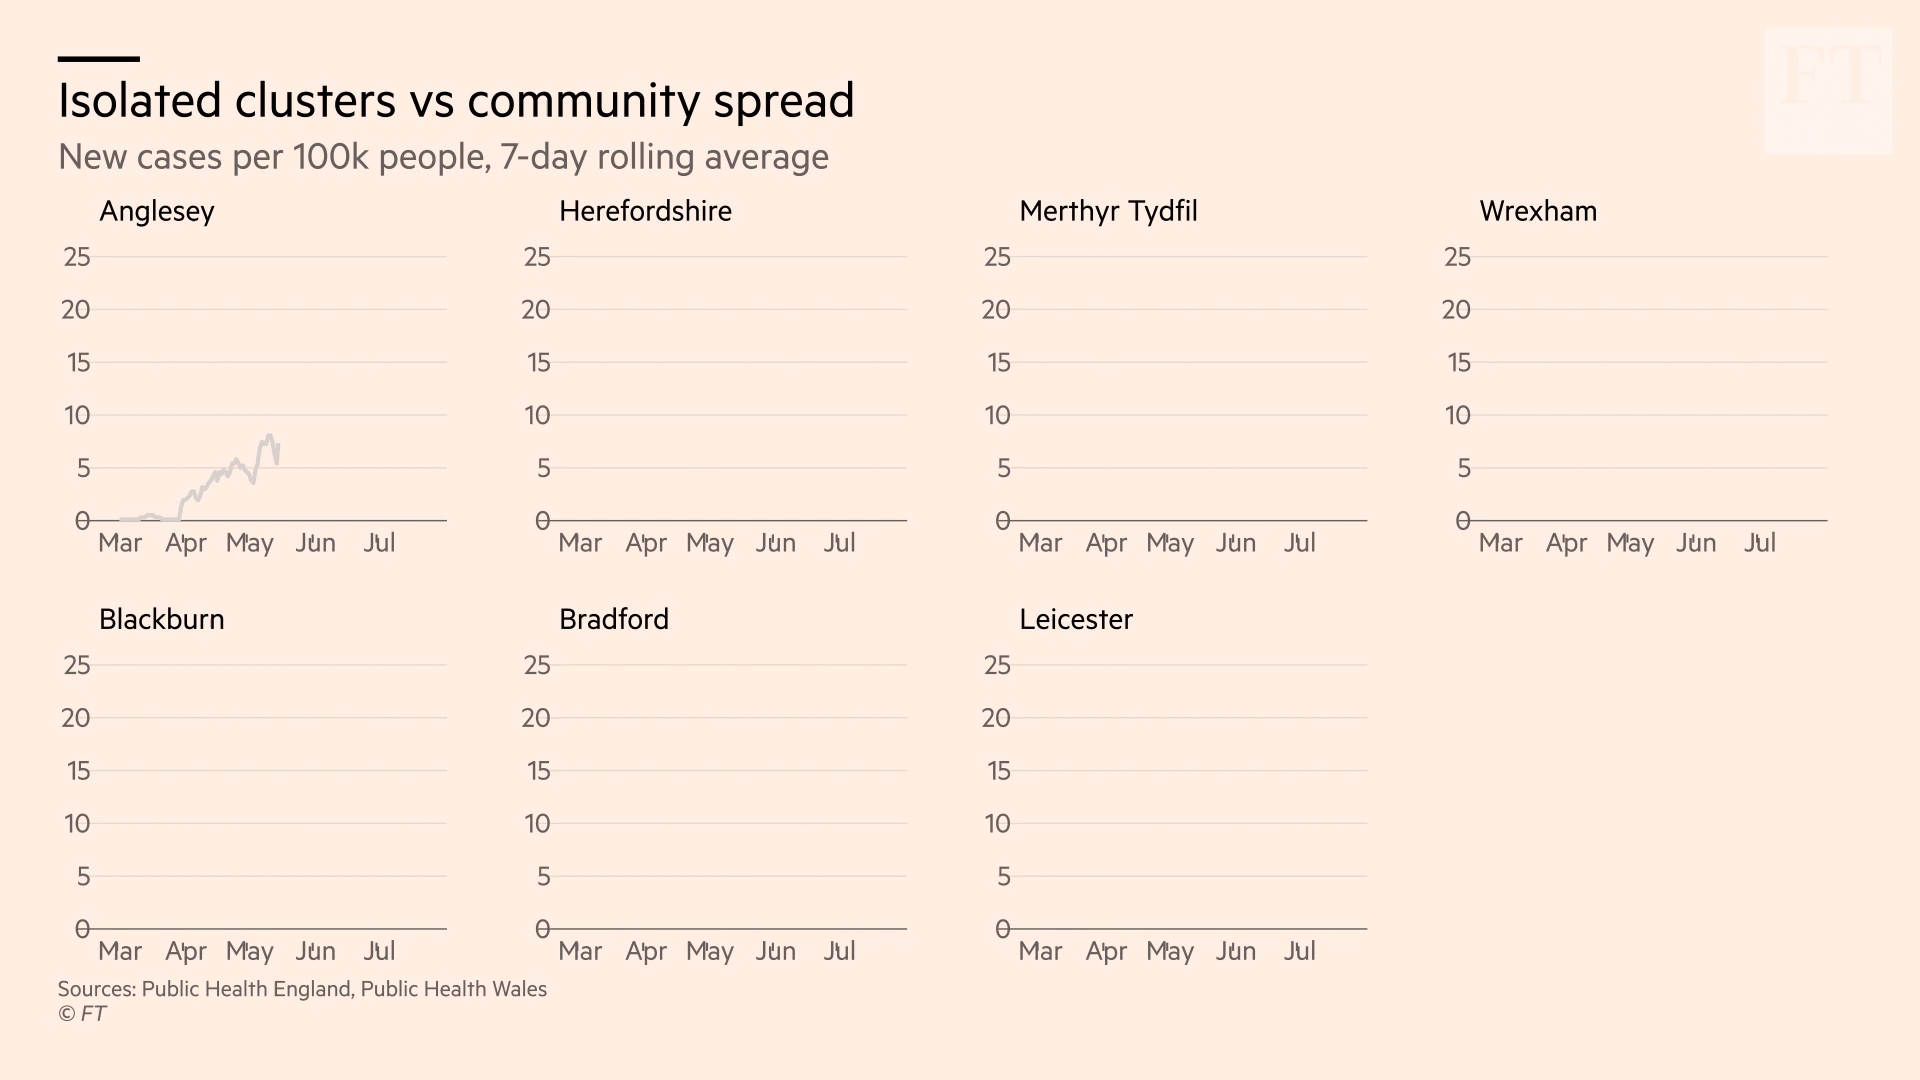 FT
Isolated clusters vs community spread
New cases per 100k people, 7-day rolling average
Anglesey
25
20
15
10
5
0
Mar Apr May Jun Jul
Herefordshire
25
20
15
10
5
0
Mar Apr May Jun Jul
Merthyr Tydfil
25
20
15
10
5
0
Mar Apr May Jun Jul
Wrexham
25
20
15
10
5
0
Mar Apr May Jun Jul
Blackburn
25
20
15
10
5
0
Mar Apr May Jun Jul
Bradford
25
20
15
10
5
0
Mar Apr May Jun Jul
Leicester
25
20
15
10
5
0
Mar Apr May Jun Jul
Sources: Public Health England, Public Health Wales
© FT